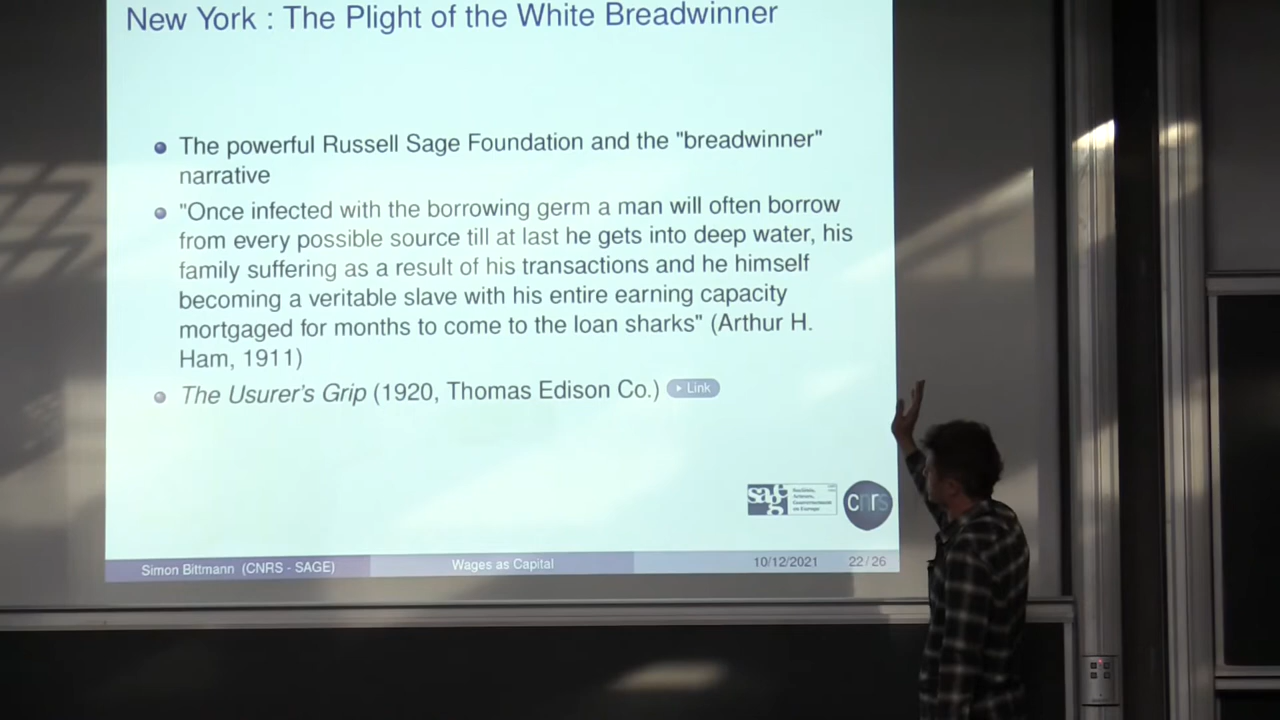 New York : The Plight of the White Breadwinner
The powerful Russell Sage Foundation and the "breadwinner"
narrative
"Once infected with the borrowing germ a man will often borrow
from every possible source till at last he gets into deep water, his
family suffering as a result of his transactions and he himself
becoming a veritable slave with his entire earning capacity
mortgaged for months to come to the loan sharks" (Arthur H.
Ham, 1911)
The Usurer's Grip (1920, Thomas Edison Co.) Link
sage
cnrs
Simon Bittmann (CNRS - SAGE) Wages as Capital 10/12/2021 22 / 26